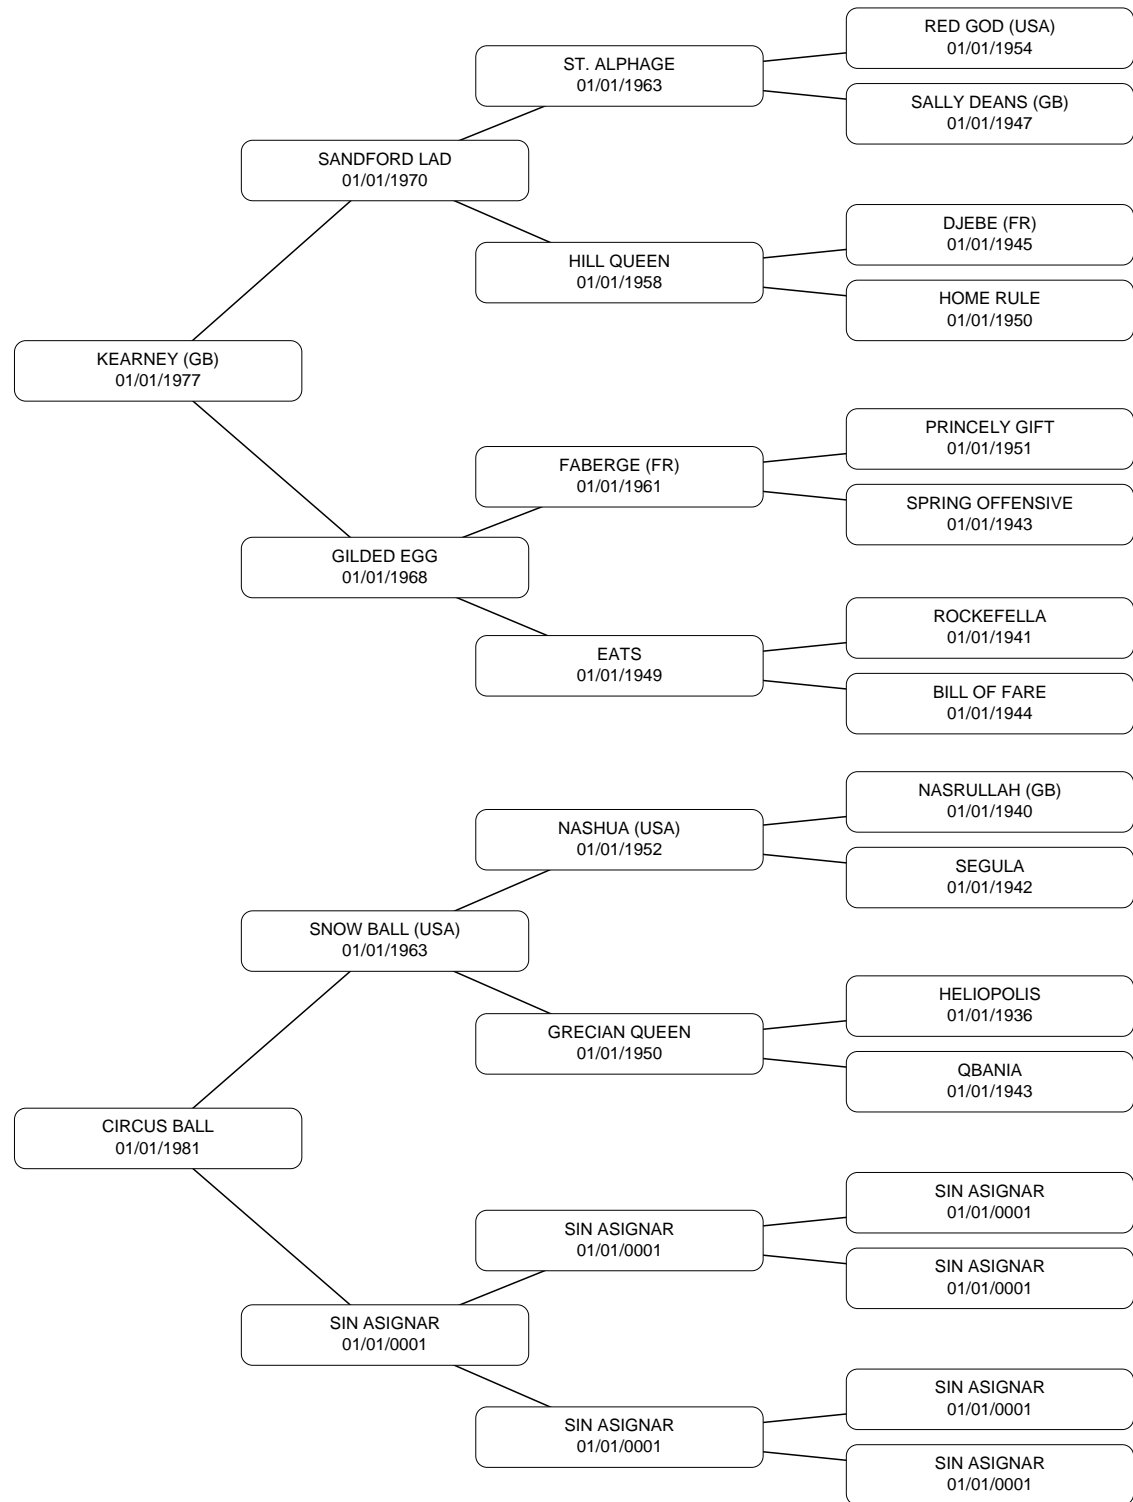 RED GOD (USA)
01/01/1954
ST. ALPHAGE
01/01/1963
SALLY DEANS (GB)
01/01/1947
SANDFORD LAD
01/01/1970
DJEBE (FR)
01/01/1945
HILL QUEEN
01/01/1958
HOME RULE
01/01/1950
KEARNEY (GB)
01/01/1977
PRINCELY GIFT
01/01/1951
FABERGE (FR)
01/01/1961
SPRING OFFENSIVE
01/01/1943
GILDED EGG
01/01/1968
ROCKEFELLA
01/01/1941
EATS
01/01/1949
BILL OF FARE
01/01/1944
NASRULLAH (GB)
01/01/1940
NASHUA (USA)
01/01/1952
SEGULA
01/01/1942
SNOW BALL (USA)
01/01/1963
HELIOPOLIS
01/01/1936
GRECIAN QUEEN
01/01/1950
QBANIA
01/01/1943
CIRCUS BALL
01/01/1981
SIN ASIGNAR
01/01/0001
SIN ASIGNAR
01/01/0001
SIN ASIGNAR
01/01/0001
SIN ASIGNAR
01/01/0001
SIN ASIGNAR
01/01/0001
SIN ASIGNAR
01/01/0001
SIN ASIGNAR
01/01/0001